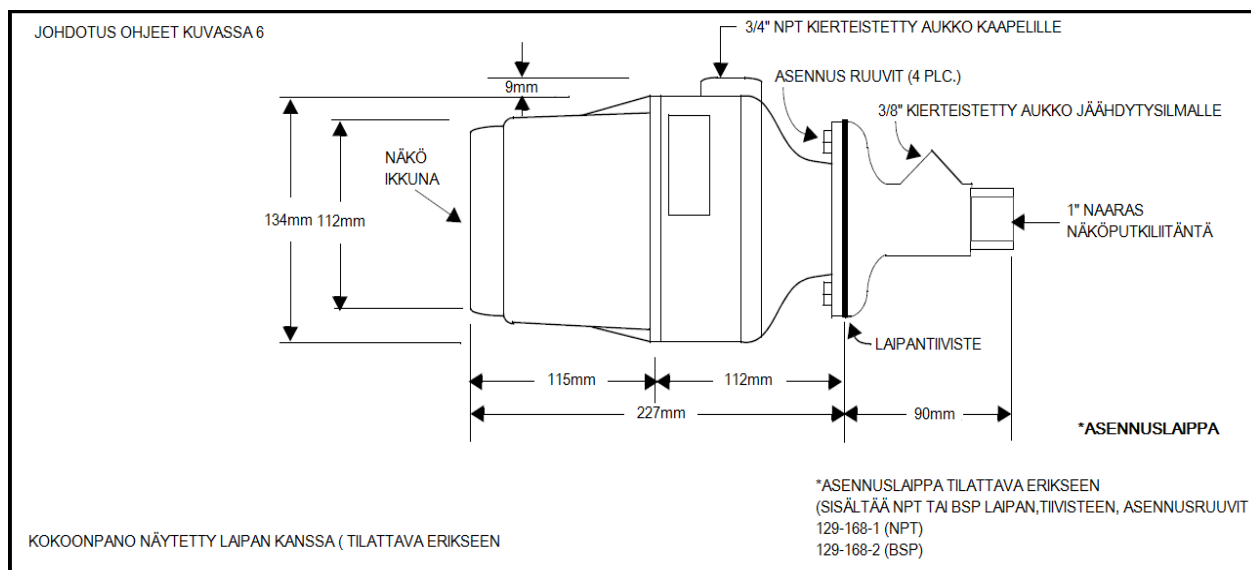 JOHDOTUS OHJEET KUVASSA 6
3/4" NPT KIERTEISTETTY AUKKO KAAPELILLE
9mm
ASENNUS RUUVIT (4 PLC.)
3/8" KIERTEISTETTY AUKKO JÄÄHDYTYSILMALLE
NÄKÖ
IKKUNA
134mm
112mm
1" NAARAS
NÄKÖPUTKILIITÄNTÄ
LAIPANTIIVISTE
115mm
112mm
227mm
90mm
*ASENNUSLAIPPA
*ASENNUSLAIPPA TILATTAVA ERIKSEEN
(SISÄLTÄÄ NPT TAI BSP LAIPAN,TIIVISTEEN, ASENNUSRUUVIT
129-168-1 (NPT)
129-168-2 (BSP)
KOKOONPANO NÄYTETTY LAIPAN KANSSA ( TILATTAVA ERIKSEEN